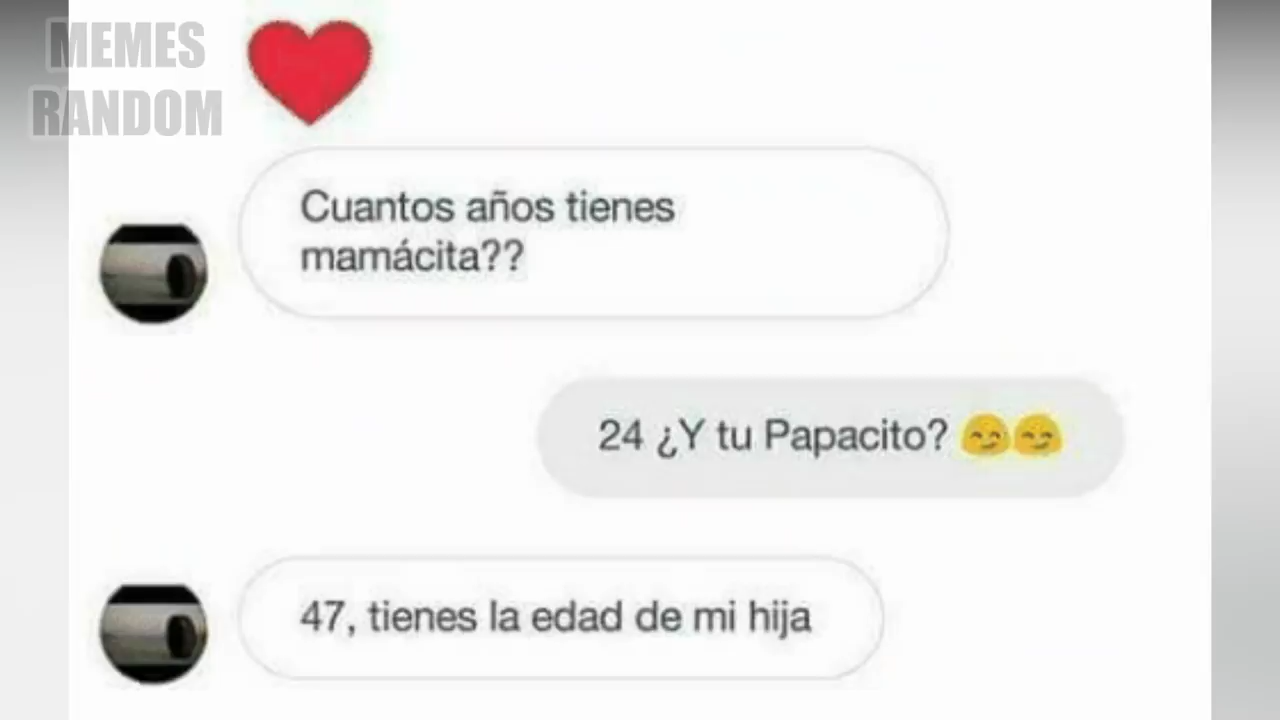 MEMES
RANDOM
Cuantos años tienes
mamácita??
24 ¿Y tu Papacito? 😏😏
47, tienes la edad de mi hija